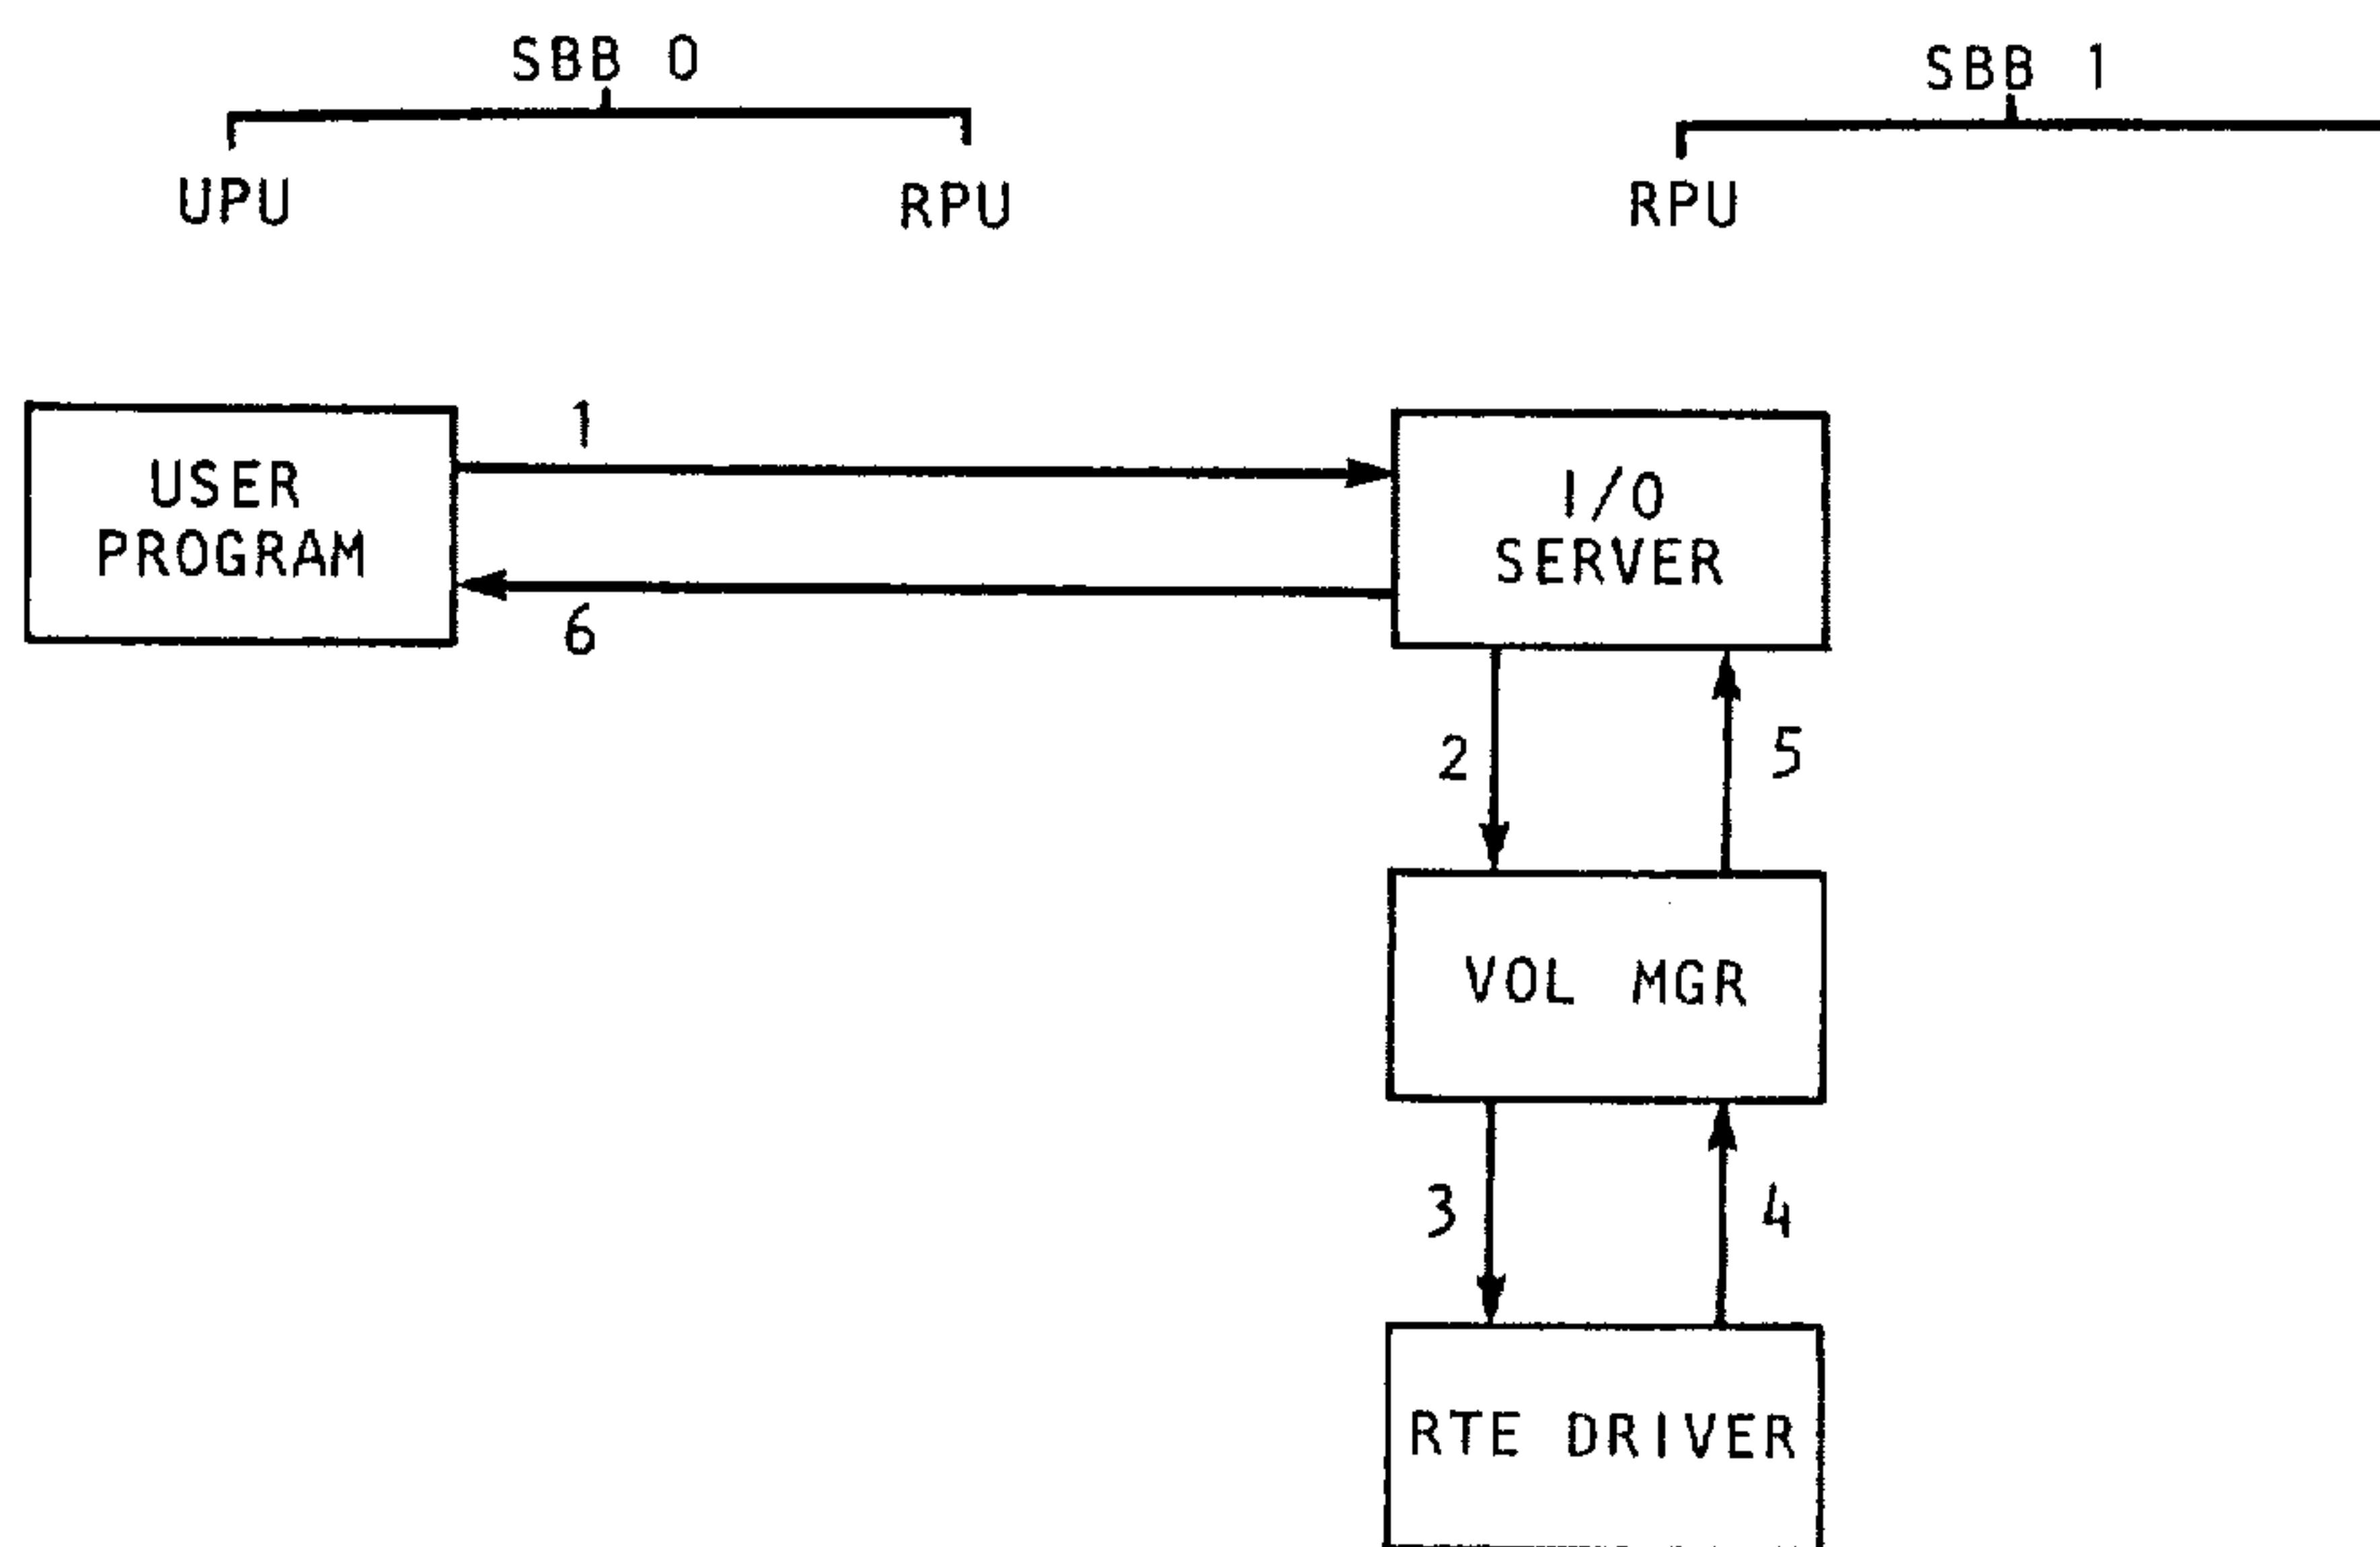 SBB 0
SBB 1
UPU
RPU
RPU
USER
PROGRAM
1
6
I/O
SERVER
2
5
VOL MGR
3
4
RTE DRIVER